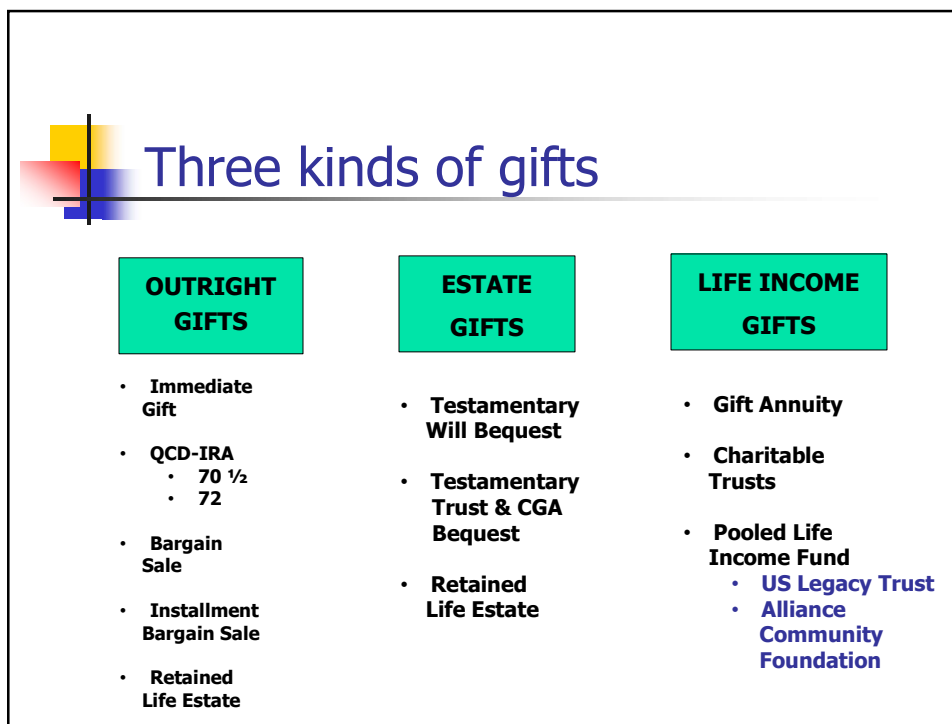 Three kinds of gifts
OUTRIGHT
GIFTS
• Immediate
Gift
• QCD-IRA
• 70 ½
• 72
• Bargain
Sale
• Installment
Bargain Sale
• Retained
Life Estate
ESTATE
GIFTS
• Testamentary
Will Bequest
• Testamentary
Trust & CGA
Bequest
• Retained
Life Estate
LIFE INCOME
GIFTS
• Gift Annuity
• Charitable
Trusts
• Pooled Life
Income Fund
• US Legacy Trust
• Alliance
Community
Foundation